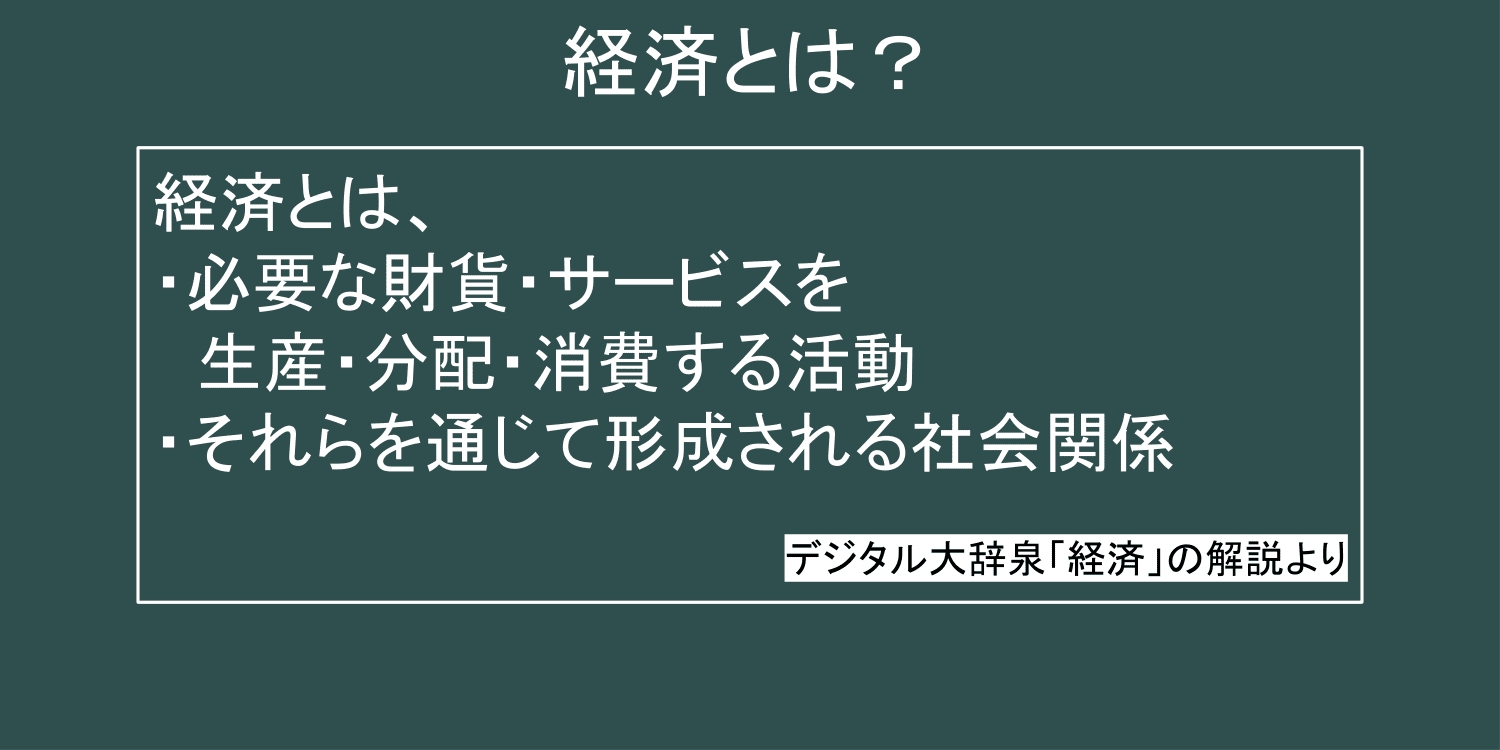 経済とは？
経済とは、
・必要な財貨・サービスを
生産・分配・消費する活動
・それらを通じて形成される社会関係
デジタル大辞泉「経済」の解説より